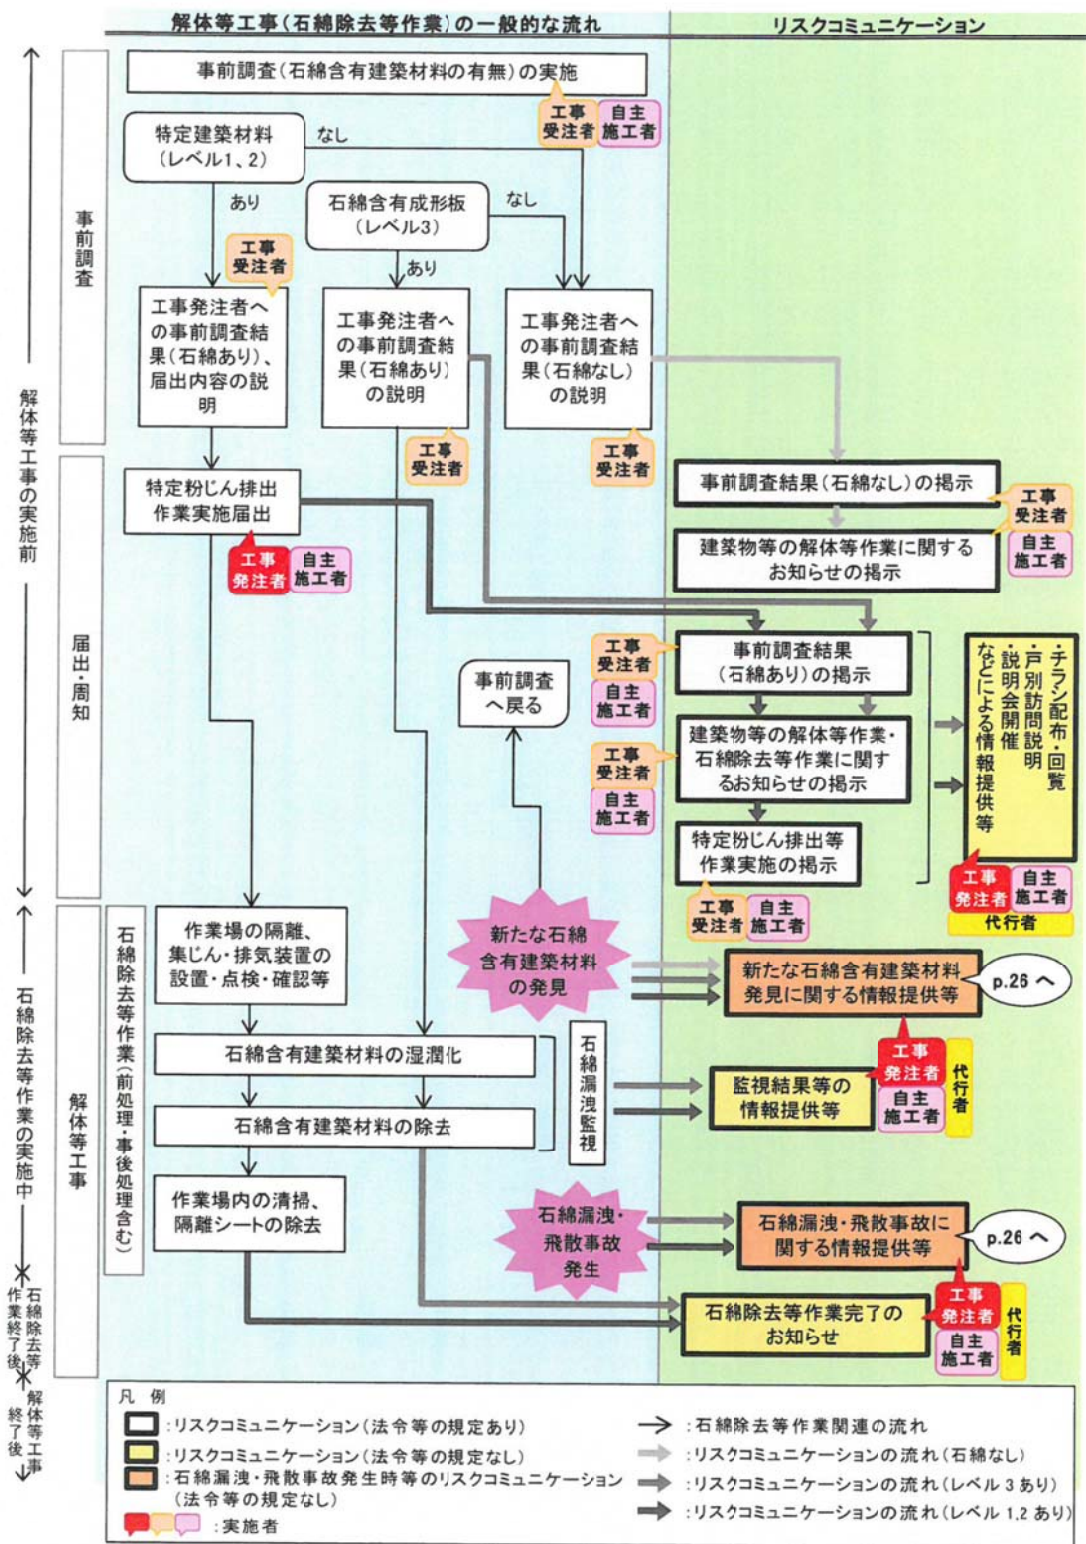 解体等工事(石綿除去等作業)の一般的な流れ
リスクコミュニケーション
事前調査(石綿含有建築材料の有無)の実施
工事
受注者
自主
施工者
特定建築材料
(レベル1、2)
なし
あり
石綿含有成形板
(レベル3)
なし
あり
工事
受注者
工事発注者へ
の事前調査結
果(石綿あり)、
届出内容の説
明
工事発注者へ
の事前調査結
果(石綿あり)
の説明
工事発注者へ
の事前調査結
果(石綿なし)
の説明
工事
受注者
工事
受注者
事前調査
解体等工事の実施前
特定粉じん排出
作業実施届出
工事
発注者
自主
施工者
事前調査結果(石綿なし)の掲示
工事
受注者
自主
施工者
建築物等の解体等作業に関する
お知らせの掲示
届出・周知
工事
受注者
自主
施工者
事前調査結果
(石綿あり)の掲示
事前調査
へ戻る
工事
受注者
自主
施工者
建築物等の解体等作業・
石綿除去等作業に関す
るお知らせの掲示
特定粉じん排出等
作業実施の掲示
工事
受注者
自主
施工者
・チラシ配布・回覧
・戸別訪問説明
・説明会開催
などによる情報提供等
工事
発注者
自主
施工者
代行者
石綿除去等作業の実施中
解体等工事
石綿除去等作業(前処理・事後処理含む)
作業場の隔離、
集じん・排気装置の
設置・点検・確認等
新たな石綿
含有建築材料
の発見
新たな石綿含有建築材料
発見に関する情報提供等
p.26 へ
石綿含有建築材料の湿潤化
石綿含有建築材料の除去
石綿漏洩監視
監視結果等の
情報提供等
工事
発注者
自主
施工者
代行者
作業場内の清掃、
隔離シートの除去
石綿漏洩・
飛散事故
発生
石綿漏洩・飛散事故に
関する情報提供等
p.26 へ
石綿除去等作業完了の
お知らせ
工事
発注者
自主
施工者
代行者
石綿除去等
作業終了後
解体等工事
終了後
凡 例
:リスクコミュニケーション(法令等の規定あり)
:リスクコミュニケーション(法令等の規定なし)
:石綿漏洩・飛散事故発生時等のリスクコミュニケーション
(法令等の規定なし)
:実施者
:石綿除去等作業関連の流れ
:リスクコミュニケーションの流れ(石綿なし)
:リスクコミュニケーションの流れ(レベル3あり)
:リスクコミュニケーションの流れ(レベル1,2あり)